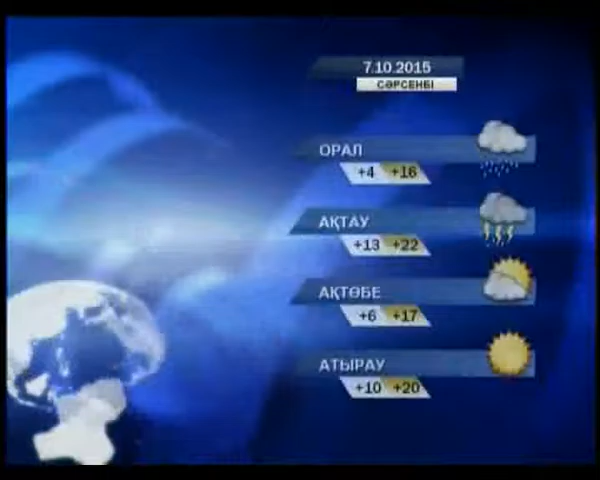 7.10.2015
СӘРСЕНБІ
ОРАЛ
+4 +16
АҚТАУ
+13 +22
АҚТӨБЕ
+6 +17
АТЫРАУ
+10 +20